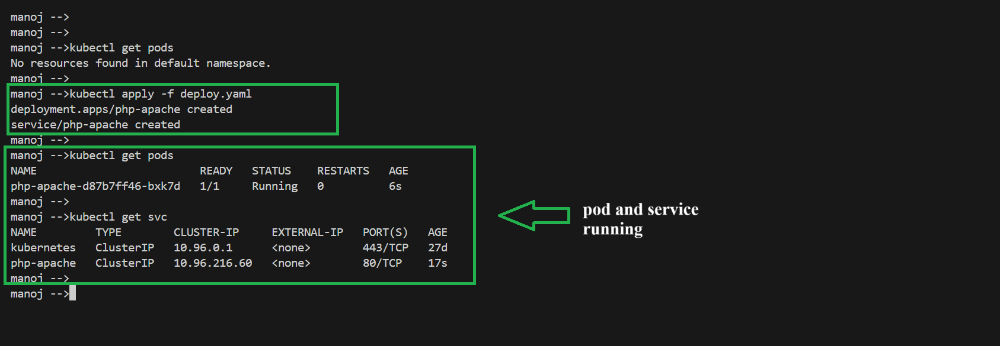 manoj -->
manoj -->
manoj -->kubectl get pods
No resources found in default namespace.
manoj -->
manoj -->kubectl apply -f deploy.yaml
deployment.apps/php-apache created
service/php-apache created
manoj -->
manoj -->kubectl get pods
NAME                             READY   STATUS    RESTARTS   AGE
php-apache-d87b7ff46-bxk7d   1/1     Running   0          6s
manoj -->
manoj -->kubectl get svc
NAME         TYPE        CLUSTER-IP     EXTERNAL-IP   PORT(S)   AGE
kubernetes   ClusterIP   10.96.0.1      <none>        443/TCP   27d
php-apache   ClusterIP   10.96.216.60   <none>        80/TCP    17s
manoj -->
manoj -->
pod and service
running